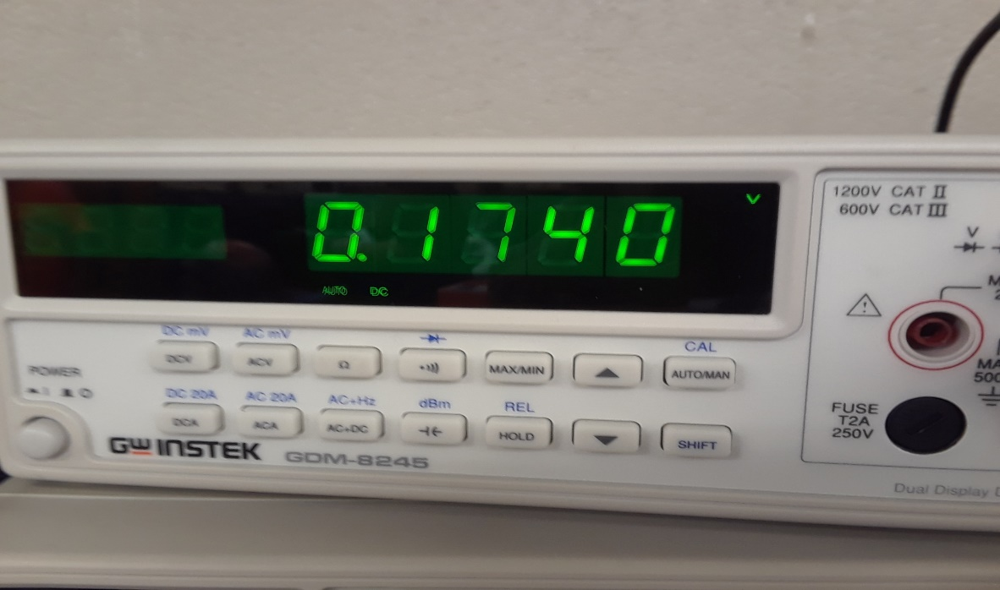 0.1740
V
AUTO DC
1200V CAT II
600V CAT III
V
DC mV AC mV CAL
DCV ACV Ω MAX/MIN AUTO/MAN
POWER
DC 20A AC 20A AC+Hz dBm REL
DCA ACA AC+DC HOLD SHIFT
FUSE
T2A
250V
GW INSTEK GDM-8245
Dual Display